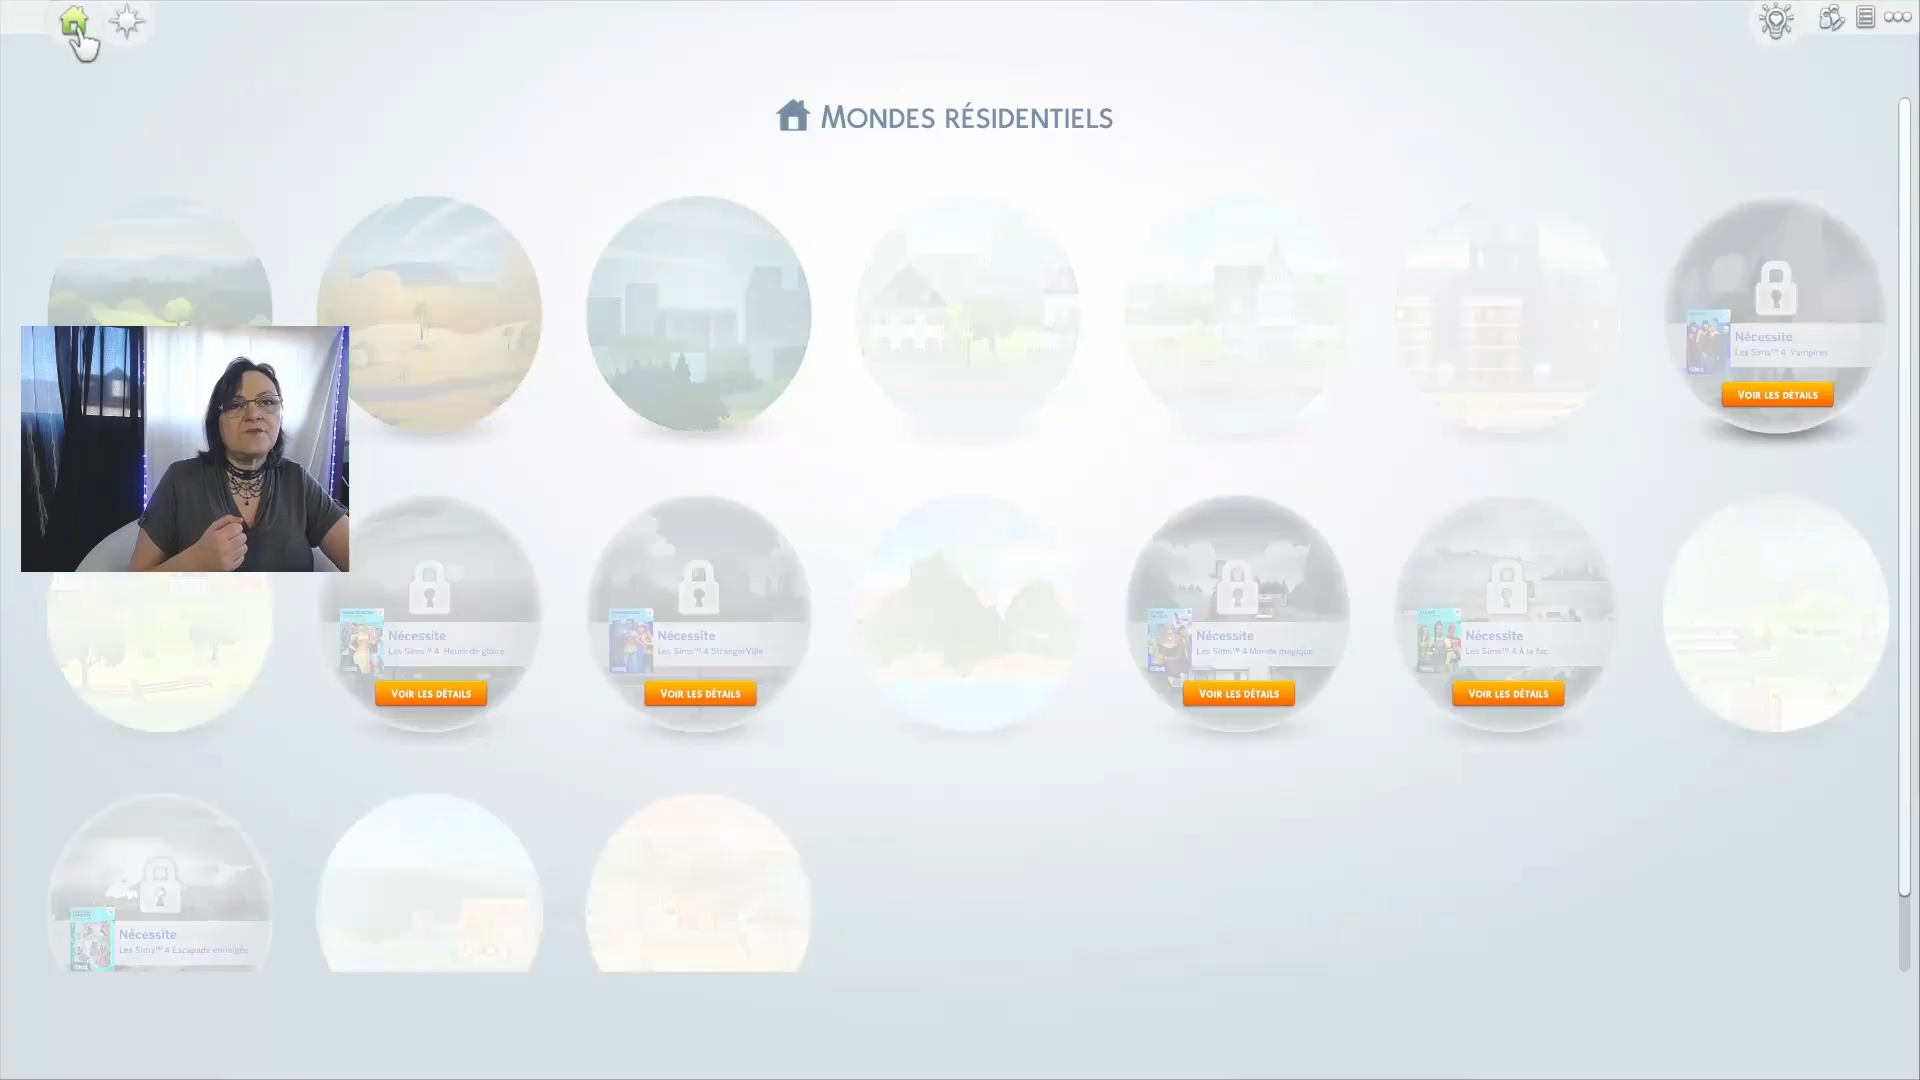 MONDES RÉSIDENTIELS
Nécessite
Les Sims™ 4 Vampires
VOIR LES DÉTAILS
Nécessite
Les Sims™ 4 Heure de gloire
VOIR LES DÉTAILS
Nécessite
Les Sims™ 4 StrangerVille
VOIR LES DÉTAILS
Nécessite
Les Sims™ 4 Monde magique
VOIR LES DÉTAILS
Nécessite
Les Sims™ 4 À la fac
VOIR LES DÉTAILS
Nécessite
Les Sims™ 4 Escapade enneigée